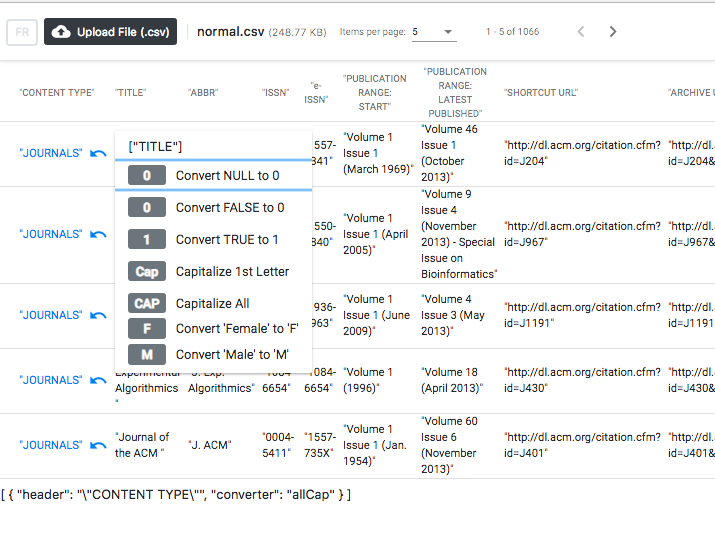 FR Upload File (.csv) normal.csv (248.77 KB) Items per page: 5 1 - 5 of 1066
"CONTENT TYPE" "TITLE" "ABBR" "ISSN" "e-ISSN" "PUBLICATION RANGE: START" "PUBLICATION RANGE: LATEST PUBLISHED" "SHORTCUT URL" "ARCHIVE U
"JOURNALS"
1557-
841"
"Volume 1
Issue 1
(March 1969)"
"Volume 46
Issue 1
(October
2013)"
"http://dl.acm.org/citation.cfm?
id=J204"
"http://dl.ac
id=J204&
["TITLE"]
0 Convert NULL to 0
0 Convert FALSE to 0
1 Convert TRUE to 1
Cap Capitalize 1st Letter
CAP Capitalize All
F Convert 'Female' to 'F'
M Convert 'Male' to 'M'
"JOURNALS"
550-
840"
"Volume 1
Issue 1
(April 2005)"
"Volume 9
Issue 4
(November
2013) - Special
Issue on
Bioinformatics"
"http://dl.acm.org/citation.cfm?
id=J967"
"http://dl.ac
id=J967&
"JOURNALS"
936-
963"
"Volume 1
Issue 1 (June
2009)"
"Volume 4
Issue 3 (May
2013)"
"http://dl.acm.org/citation.cfm?
id=J1191"
"http://dl.ac
id=J1191
"JOURNALS"
Experimental
Algorithmics
"
"J. Exp.
Algorithmics"
"1084-
6654"
"1084-
6654"
"Volume 1
(1996)"
"Volume 18
(April 2013)"
"http://dl.acm.org/citation.cfm?
id=J430"
"http://dl.ac
id=J430&
"JOURNALS"
"Journal of
the ACM "
"J. ACM"
"0004-
5411"
"1557-
735X"
"Volume 1
Issue 1 (Jan.
1954)"
"Volume 60
Issue 6
(November
2013)"
"http://dl.acm.org/citation.cfm?
id=J401"
"http://dl.ac
id=J401&
[ { "header": "\"CONTENT TYPE\"", "converter": "allCap" } ]